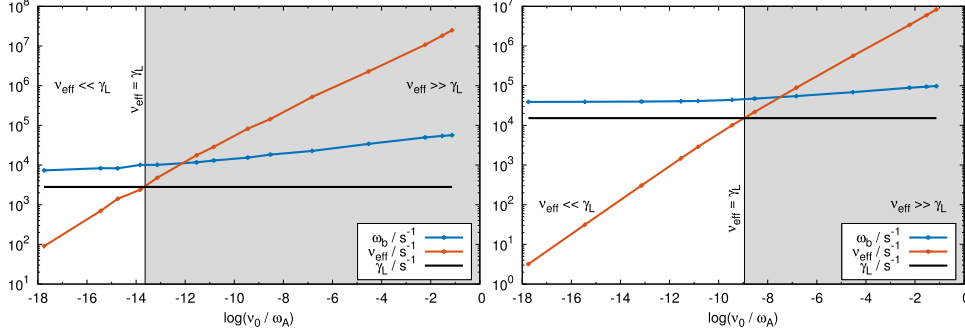 10^8
10^7
10^6
10^5
10^4
10^3
10^2
10^1
ν_eff << γ_L
ν_eff = γ_L
ν_eff >> γ_L
ω_b / s^-1
ν_eff / s^-1
γ_L / s^-1
-18 -16 -14 -12 -10 -8 -6 -4 -2 0
log(ν_0 / ω_A)
10^7
10^6
10^5
10^4
10^3
10^2
10^1
10^0
ν_eff << γ_L
ν_eff = γ_L
ν_eff >> γ_L
ω_b / s^-1
ν_eff / s^-1
γ_L / s^-1
-18 -16 -14 -12 -10 -8 -6 -4 -2 0
log(ν_0 / ω_A)